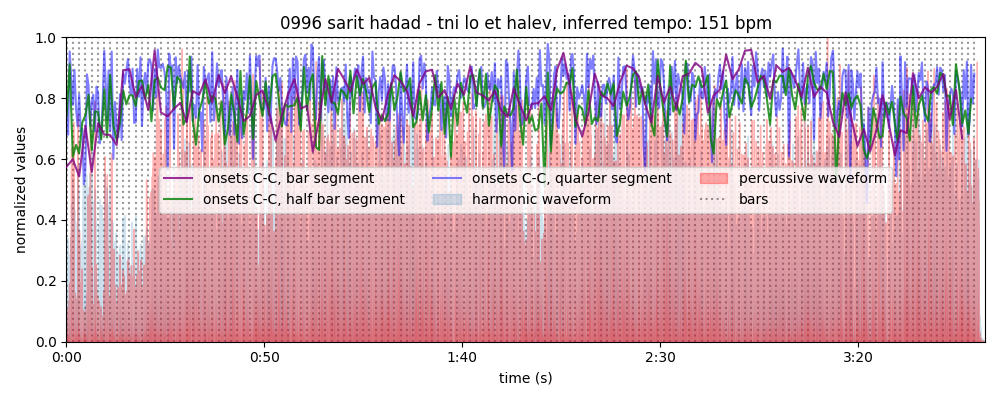 0996 sarit hadad - tni lo et halev, inferred tempo: 151 bpm
normalized values
1.0
0.8
0.6
0.4
0.2
0.0
onsets C-C, bar segment
onsets C-C, half bar segment
onsets C-C, quarter segment
harmonic waveform
percussive waveform
bars
0:00 0:50 1:40 2:30 3:20
time (s)